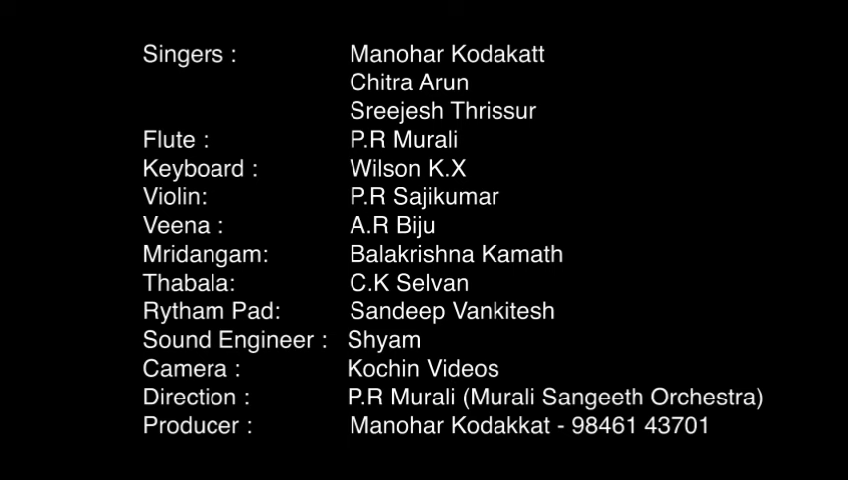 Singers : Manohar Kodakatt
Chitra Arun
Sreejesh Thrissur
Flute : P.R Murali
Keyboard : Wilson K.X
Violin: P.R Sajikumar
Veena : A.R Biju
Mridangam: Balakrishna Kamath
Thabala: C.K Selvan
Rytham Pad: Sandeep Vankitesh
Sound Engineer : Shyam
Camera : Kochin Videos
Direction : P.R Murali (Murali Sangeeth Orchestra)
Producer : Manohar Kodakkat - 98461 43701